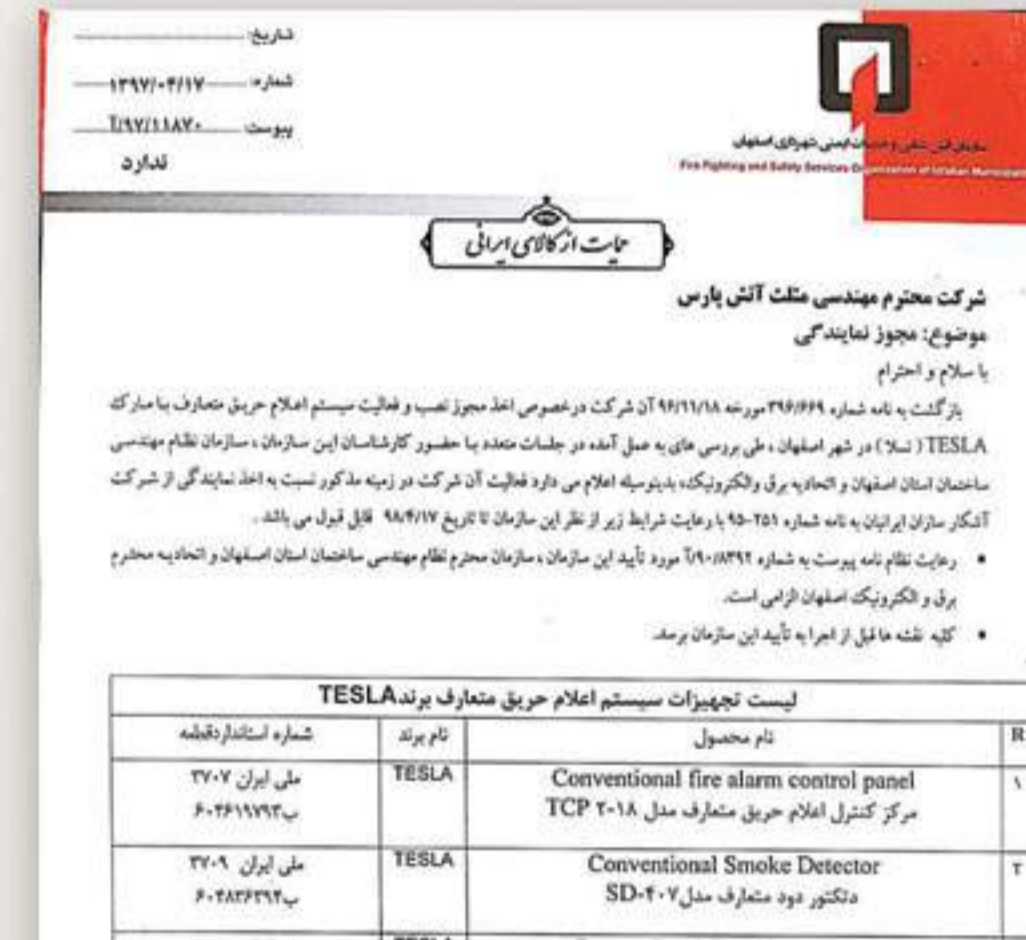 تاریخ:
شماره: ۱۳۹۷/۰۴/۱۷
پیوست: آ/۹۷/۱۱۸۷۰
ندارد
سازمان آتش نشانی و خدمات ایمنی شهرداری اصفهان
Fire Fighting and Safety Services Organization of Isfahan Municipality
حمایت از کالای ایرانی
شرکت محترم مهندسی مثلث آتش پارس
موضوع: مجوز نمایندگی
با سلام و احترام
بازگشت به نامه شماره ۳۹۶/۶۶۹ مورخه ۹۶/۱۱/۱۸ آن شرکت درخصوص اخذ مجوز نصب و فعالیت سیستم اعلام حریق متعارف با مارک
TESLA ( تسلا ) در شهر اصفهان ، طی بررسی های به عمل آمده در جلسات متعدد با حضور کارشناسان این سازمان ، سازمان نظام مهندسی
ساختمان استان اصفهان و اتحادیه برق والکترونیک، بدینوسیله اعلام می دارد فعالیت آن شرکت در زمینه مذکور نسبت به اخذ نمایندگی از شرکت
آشکار سازان ایرانیان به نامه شماره ۲۵۱-۹۵ با رعایت شرایط زیر از نظر این سازمان تا تاریخ ۹۸/۴/۱۷ قابل قبول می باشد .
• رعایت نظام نامه پیوست به شماره ۹۰/۸۳۹۲/آ مورد تأیید این سازمان ، سازمان محترم نظام مهندسی ساختمان استان اصفهان و اتحادیه محترم
برق و الکترونیک اصفهان الزامی است.
• کلیه نقشه ها قبل از اجرا به تأیید این سازمان برسد.
لیست تجهیزات سیستم اعلام حریق متعارف برند TESLA
R نام محصول نام برند شماره استانداردقطعه
۱ Conventional fire alarm control panel TESLA ملی ایران ۳۷۰۷
مرکز کنترل اعلام حریق متعارف مدل TCP ۲۰۱۸ ب۶۰۴۶۱۹۷۹۳
۲ Conventional Smoke Detector TESLA ملی ایران ۳۷۰۹
دتکتور دود متعارف مدل SD-۴۰۷ ب۶۰۴۸۳۶۳۹۴
TESLA